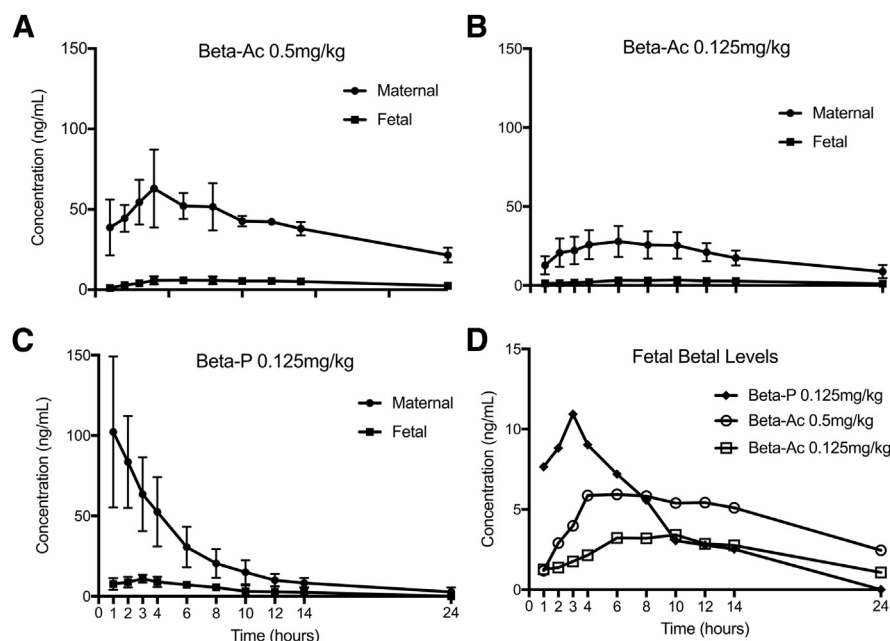 A
Beta-Ac 0.5mg/kg
150
100
50
0
Concentration (ng/mL)
Maternal
Fetal
B
Beta-Ac 0.125mg/kg
150
100
50
0
Concentration (ng/mL)
Maternal
Fetal
C
Beta-P 0.125mg/kg
150
100
50
0
Concentration (ng/mL)
Maternal
Fetal
0 1 2 3 4 6 8 10 12 14 24
Time (hours)
D
Fetal Betal Levels
15
10
5
0
Concentration (ng/mL)
Beta-P 0.125mg/kg
Beta-Ac 0.5mg/kg
Beta-Ac 0.125mg/kg
0 1 2 3 4 6 8 10 12 14 24
Time (hours)